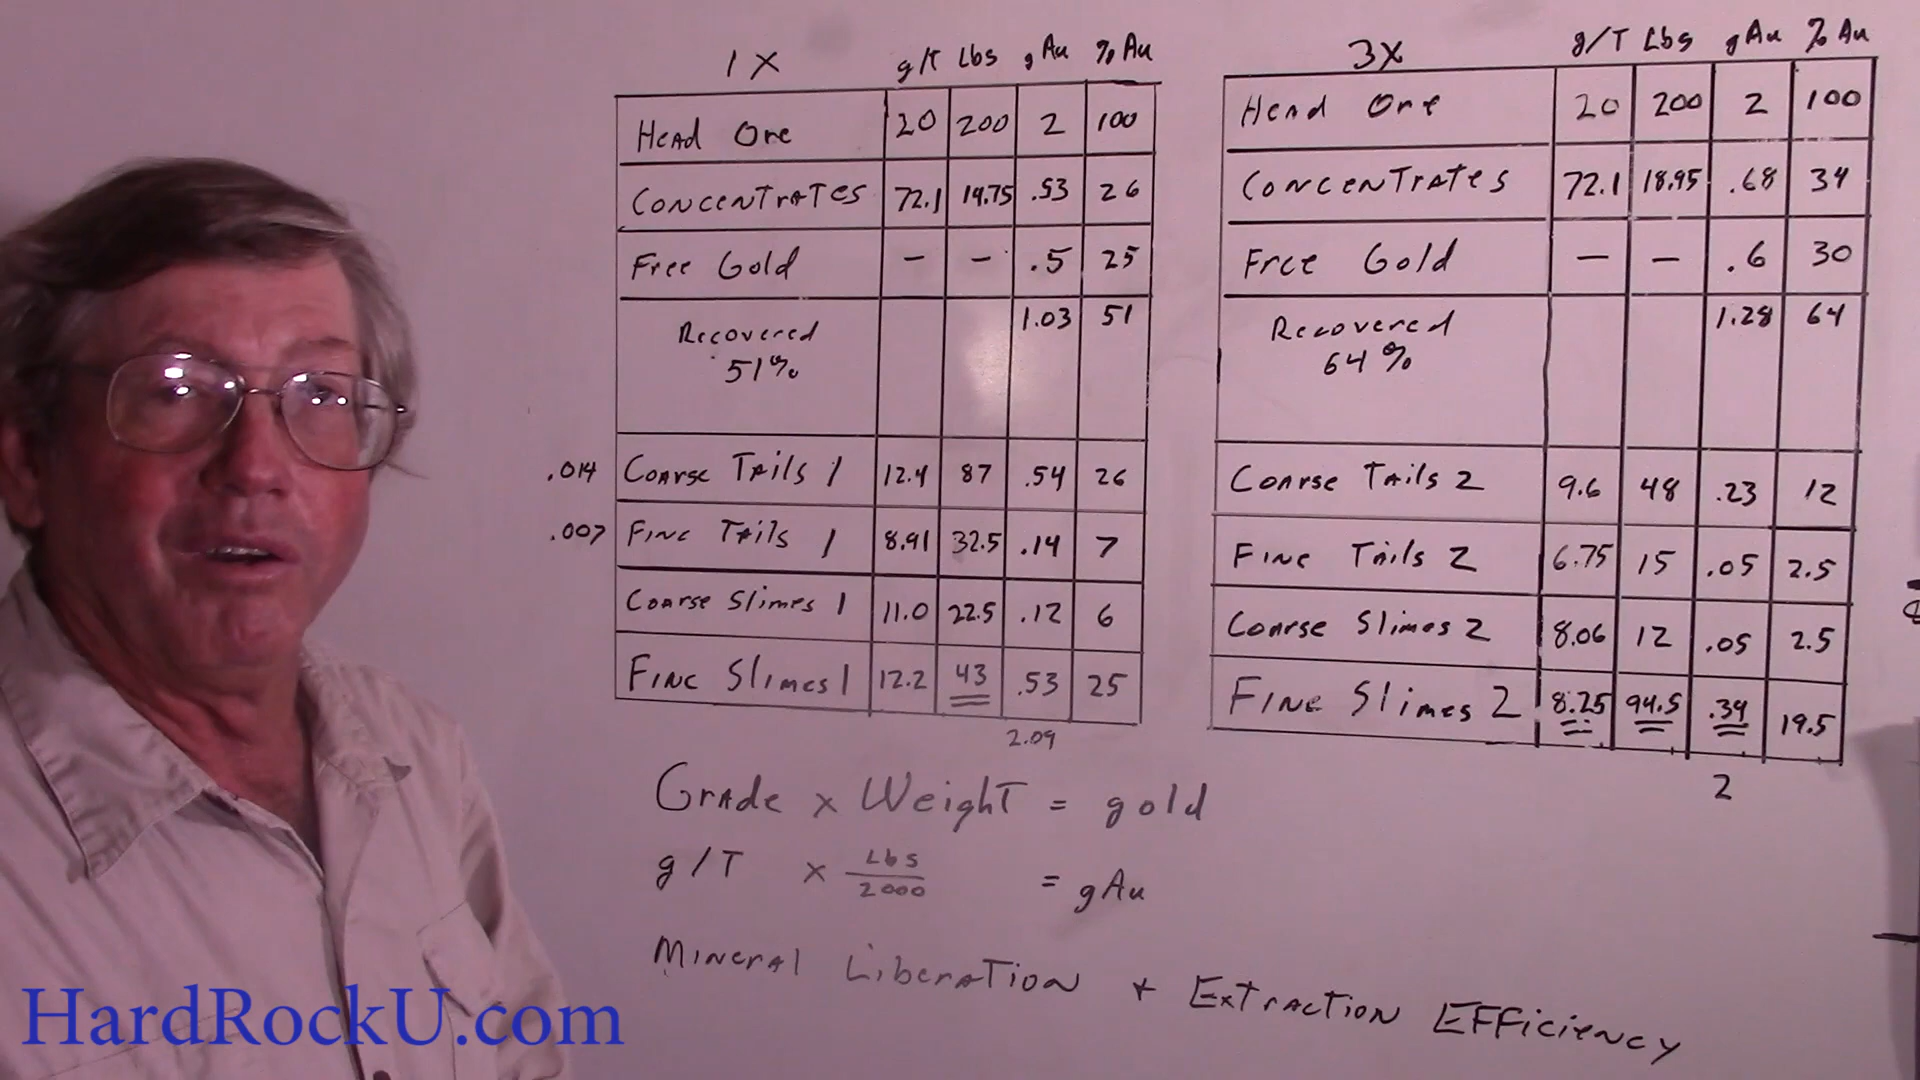 1X g/T Lbs gAu % Au
Head Ore 20 200 2 100
Concentrates 72.1 14.75 .53 26
Free Gold - - .5 25
Recovered 1.03 51
51%
.014 Coarse Tails 1 12.4 87 .54 26
.007 Fine Tails 1 8.91 32.5 .14 7
Coarse Slimes 1 11.0 22.5 .12 6
Fine Slimes 1 12.2 43 .53 25
2.09
3X g/T Lbs gAu % Au
Head Ore 20 200 2 100
Concentrates 72.1 18.95 .68 34
Free Gold - - .6 30
Recovered 1.28 64
64%
Coarse Tails 2 9.6 48 .23 12
Fine Tails 2 6.75 15 .05 2.5
Coarse Slimes 2 8.06 12 .05 2.5
Fine Slimes 2 8.25 94.5 .39 19.5
2
Grade x Weight = gold
g/T x Lbs/2000 = gAu
Mineral Liberation + Extraction Efficiency
HardRockU.com